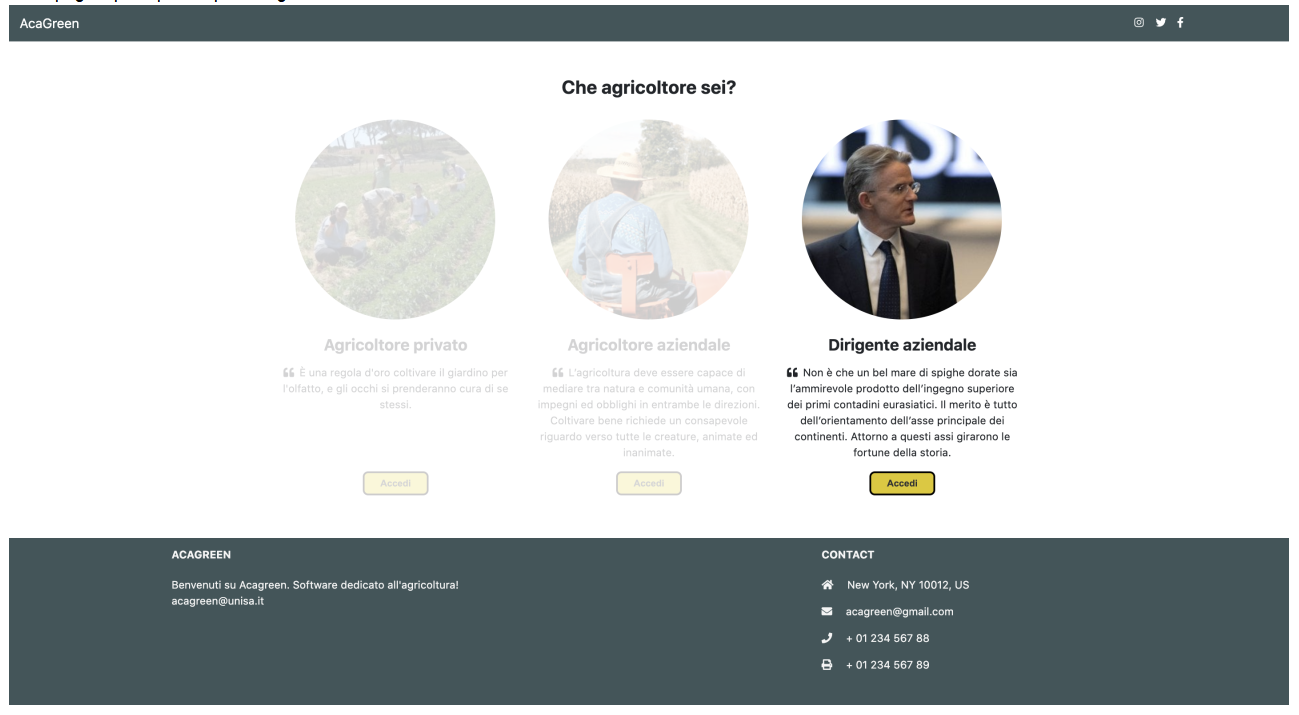 AcaGreen
Che agricoltore sei?
Agricoltore privato
È una regola d'oro coltivare il giardino per
l'olfatto, e gli occhi si prenderanno cura di se
stessi.
Accedi
Agricoltore aziendale
L'agricoltura deve essere capace di
mediare tra natura e comunità umana, con
impegni ed obblighi in entrambe le direzioni.
Coltivare bene richiede un consapevole
riguardo verso tutte le creature, animate ed
inanimate.
Accedi
Dirigente aziendale
Non è che un bel mare di spighe dorate sia
l'ammirevole prodotto dell'ingegno superiore
dei primi contadini eurasiatici. Il merito è tutto
dell'orientamento dell'asse principale dei
continenti. Attorno a questi assi girarono le
fortune della storia.
Accedi
ACAGREEN
Benvenuti su Acagreen. Software dedicato all'agricoltura!
acagreen@unisa.it
CONTACT
New York, NY 10012, US
acagreen@gmail.com
+ 01 234 567 88
+ 01 234 567 89